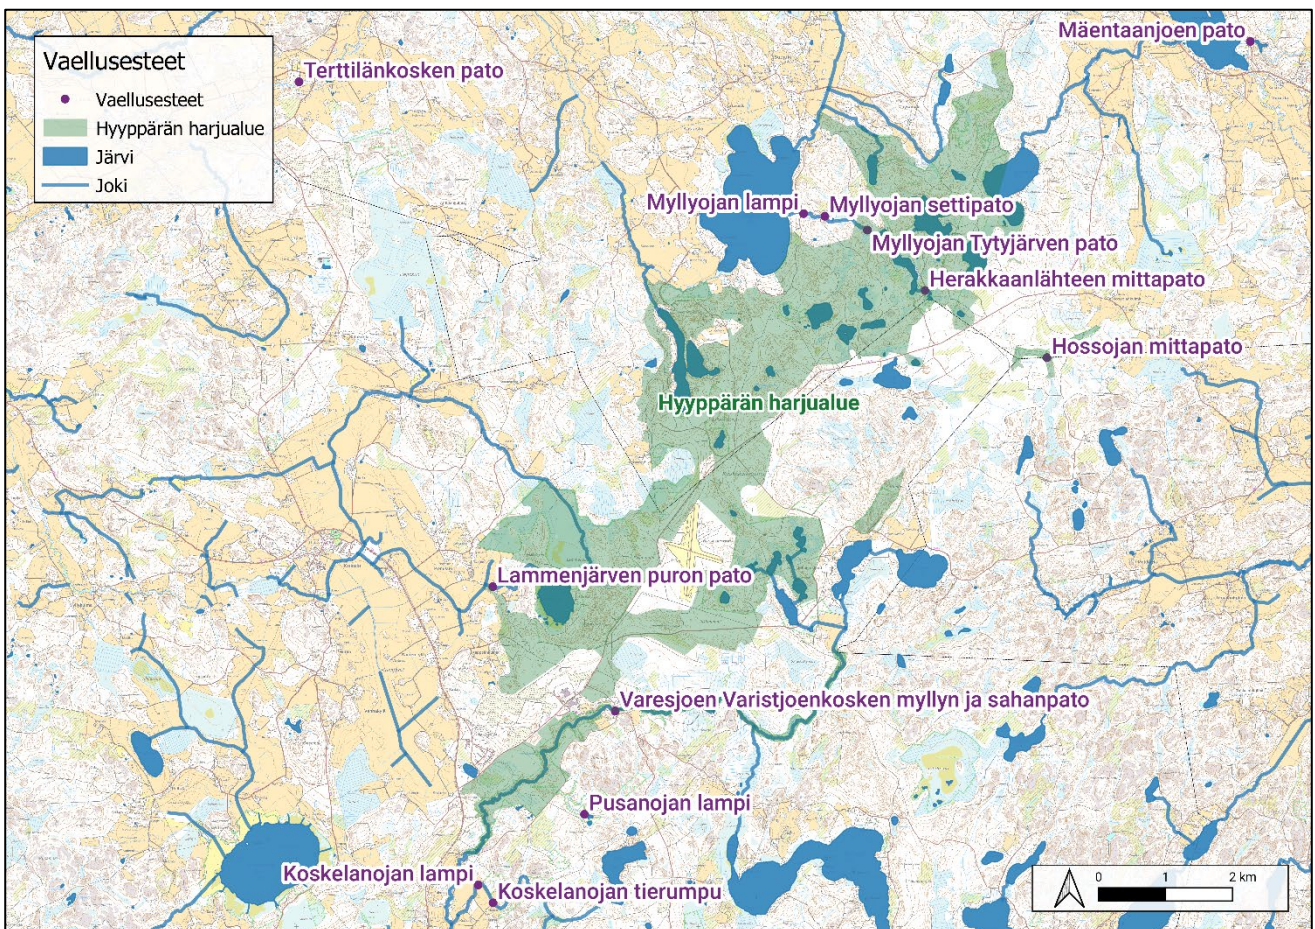 Vaellusesteet
Vaellusesteet
Hyyppärän harjualue
Järvi
Joki
Mäentaanjoen pato
Terttilänkosken pato
Myllyojan lampi
Myllyojan settipato
Myllyojan Tytyjärven pato
Herakkaanlähteen mittapato
Hossojan mittapato
Hyyppärän harjualue
Lammenjärven puron pato
Varesjoen Varistjoenkosken myllyn ja sahanpato
Pusanojan lampi
Koskelanojan lampi
Koskelanojan tierumpu
0 1 2 km